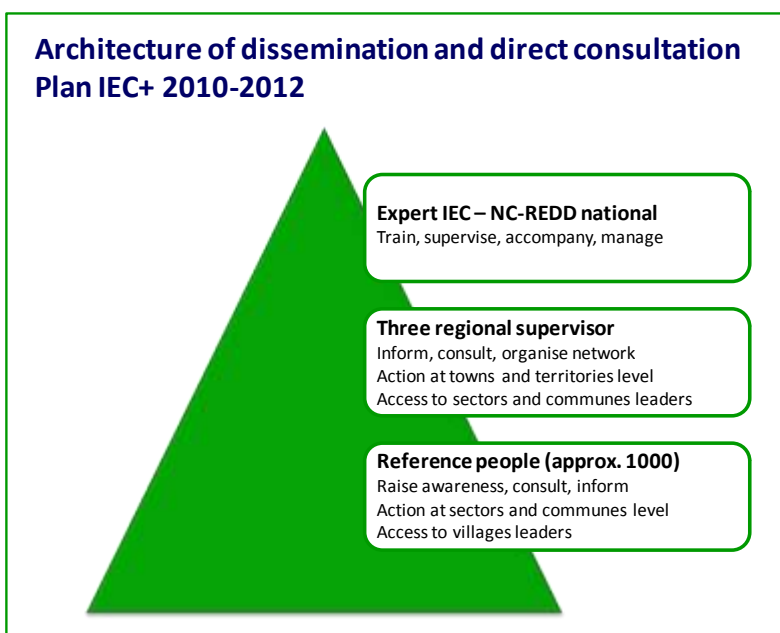 Architecture of dissemination and direct consultation
Plan IEC+ 2010-2012
Expert IEC – NC-REDD national
Train, supervise, accompany, manage
Three regional supervisor
Inform, consult, organise network
Action at towns and territories level
Access to sectors and communes leaders
Reference people (approx. 1000)
Raise awareness, consult, inform
Action at sectors and communes level
Access to villages leaders